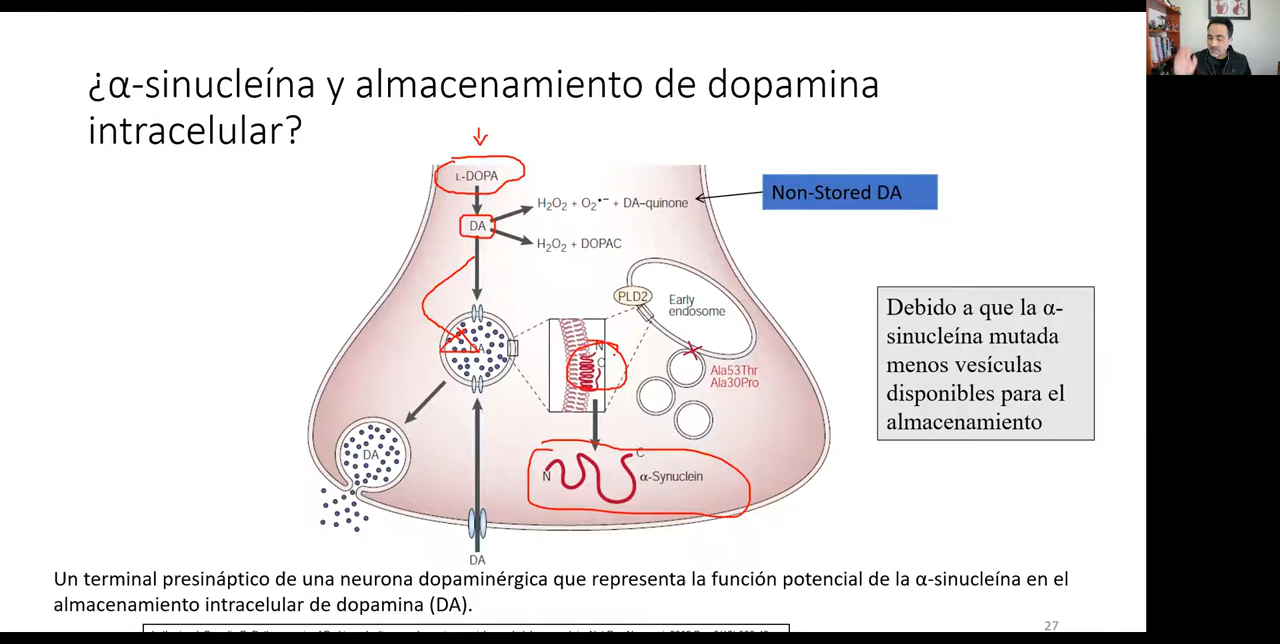 ¿α-sinucleína y almacenamiento de dopamina
intracelular?
L-DOPA
H₂O₂ + O₂•⁻ + DA–quinone
Non-Stored DA
DA
H₂O₂ + DOPAC
PLD2
Early
endosome
Debido a que la α-
sinucleína mutada
menos vesículas
disponibles para el
almacenamiento
N
C
DA
Ala53Thr
Ala30Pro
DA
C
N
α-Synuclein
DA
Un terminal presináptico de una neurona dopaminérgica que representa la función potencial de la α-sinucleína en el
almacenamiento intracelular de dopamina (DA).
27